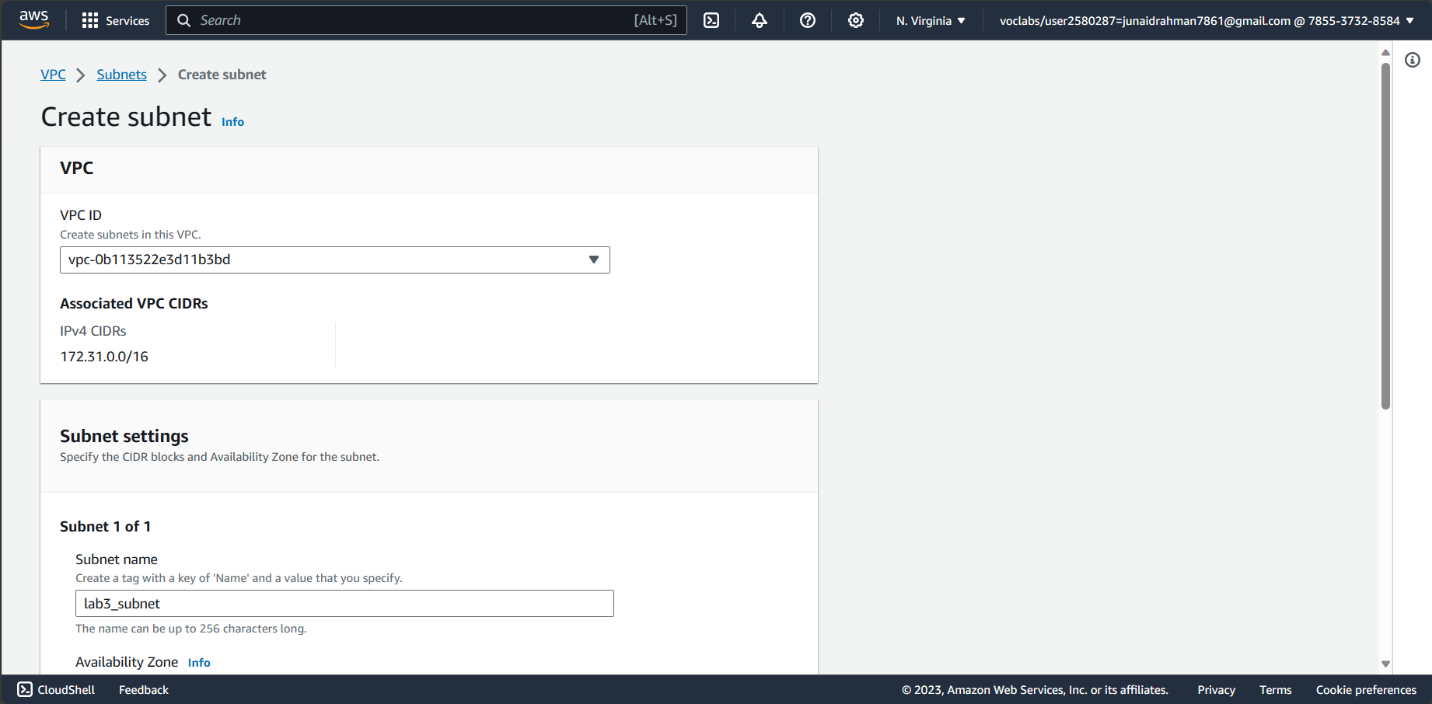 aws Services Search [Alt+S] N. Virginia voclabs/user2580287=junaidrahman7861@gmail.com @ 7855-3732-8584
VPC Subnets Create subnet
Create subnet Info
VPC
VPC ID
Create subnets in this VPC.
vpc-0b113522e3d11b3bd
Associated VPC CIDRs
IPv4 CIDRs
172.31.0.0/16
Subnet settings
Specify the CIDR blocks and Availability Zone for the subnet.
Subnet 1 of 1
Subnet name
Create a tag with a key of 'Name' and a value that you specify.
lab3_subnet
The name can be up to 256 characters long.
Availability Zone Info
CloudShell Feedback © 2023, Amazon Web Services, Inc. or its affiliates. Privacy Terms Cookie preferences